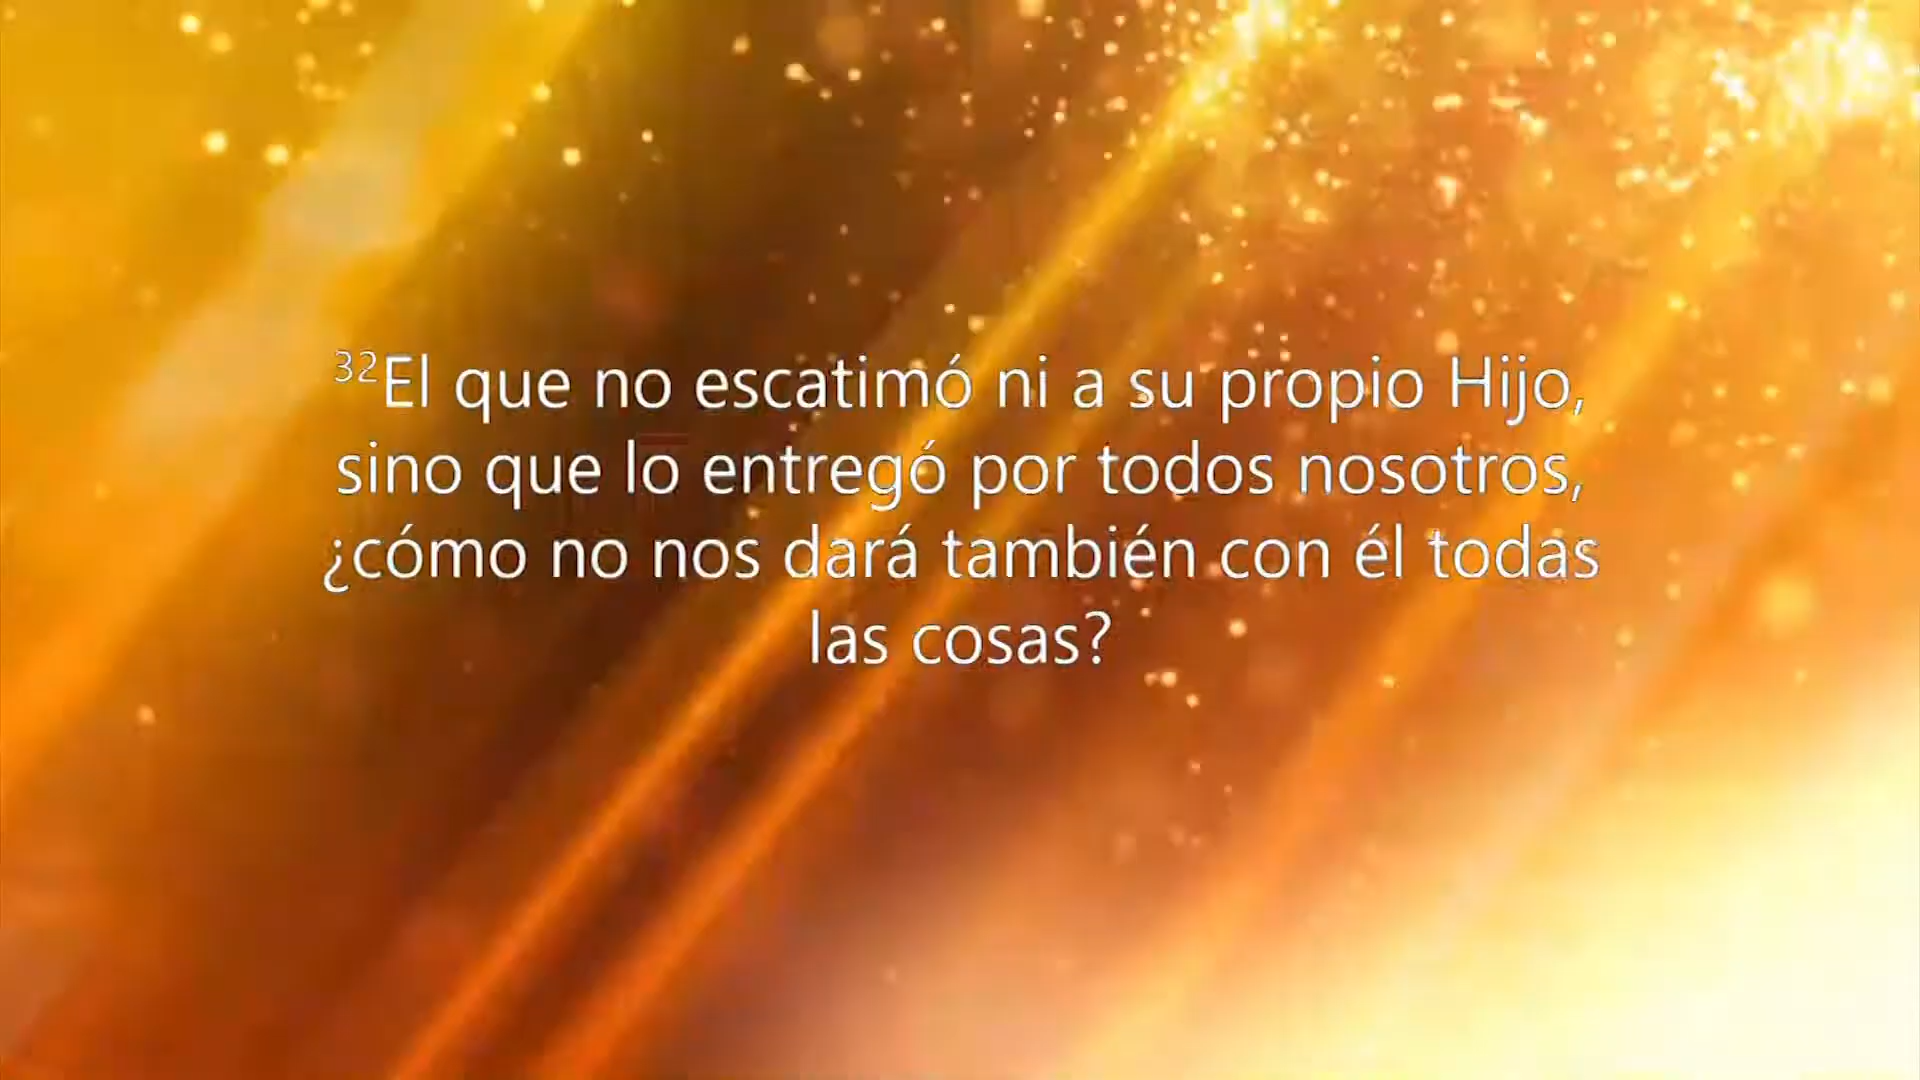 ³²El que no escatimó ni a su propio Hijo,
sino que lo entregó por todos nosotros,
¿cómo no nos dará también con él todas
las cosas?